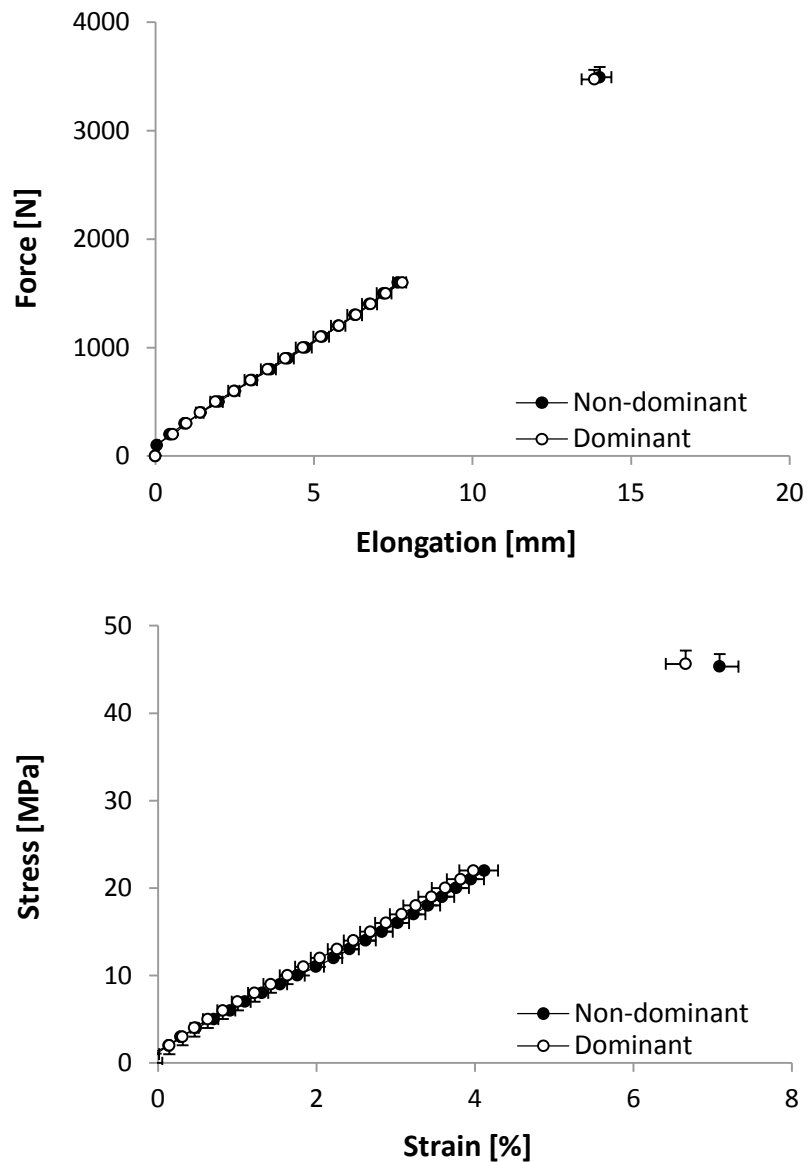 4000
3000
2000
1000
0
Force [N]
Non-dominant
Dominant
0 5 10 15 20
Elongation [mm]
50
40
30
20
10
0
Stress [MPa]
Non-dominant
Dominant
0 2 4 6 8
Strain [%]